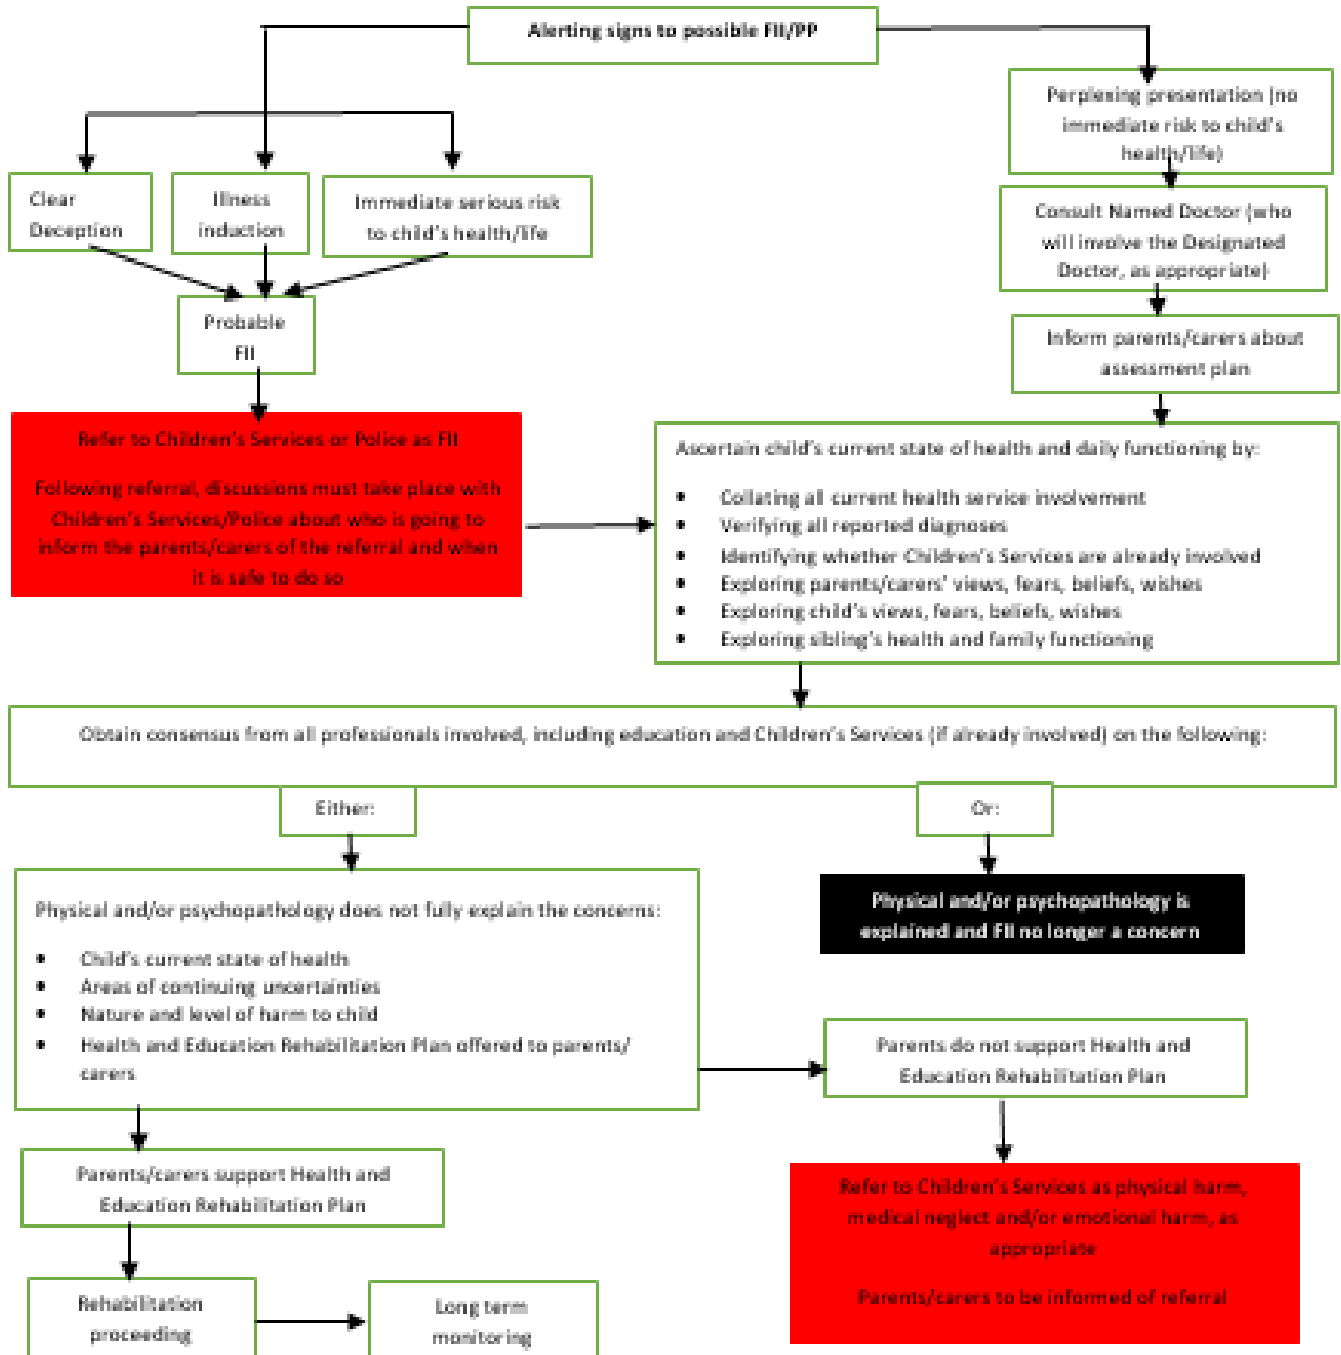 Alerting signs to possible FII/PP
Perplexing presentation (no
immediate risk to child's
health/life)
Clear
Deception
Illness
induction
Immediate serious risk
to child's health/life
Consult Named Doctor (who
will involve the Designated
Doctor, as appropriate)
Probable
FII
Inform parents/carers about
assessment plan
Refer to Children's Services or Police as FII
Following referral, discussions must take place with
Children's Services/Police about who is going to
inform the parents/carers of the referral and when
it is safe to do so
Ascertain child's current state of health and daily functioning by:
• Collating all current health service involvement
• Verifying all reported diagnoses
• Identifying whether Children's Services are already involved
• Exploring parents/carers' views, fears, beliefs, wishes
• Exploring child's views, fears, beliefs, wishes
• Exploring sibling's health and family functioning
Obtain consensus from all professionals involved, including education and Children's Services (if already involved) on the following:
Either:
Or:
Physical and/or psychopathology does not fully explain the concerns:
• Child's current state of health
• Areas of continuing uncertainties
• Nature and level of harm to child
• Health and Education Rehabilitation Plan offered to parents/
carers
Physical and/or psychopathology is
explained and FII no longer a concern
Parents do not support Health and
Education Rehabilitation Plan
Parents/carers support Health and
Education Rehabilitation Plan
Refer to Children's Services as physical harm,
medical neglect and/or emotional harm, as
appropriate
Parents/carers to be informed of referral
Rehabilitation
proceeding
Long term
monitoring